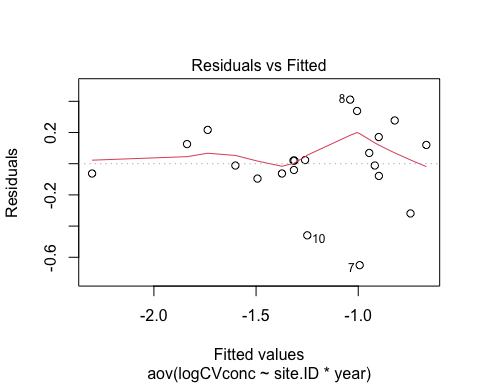 Residuals vs Fitted
Residuals
0.2
-0.2
-0.6
8
10
7
-2.0 -1.5 -1.0
Fitted values
aov(logCVconc ~ site.ID * year)